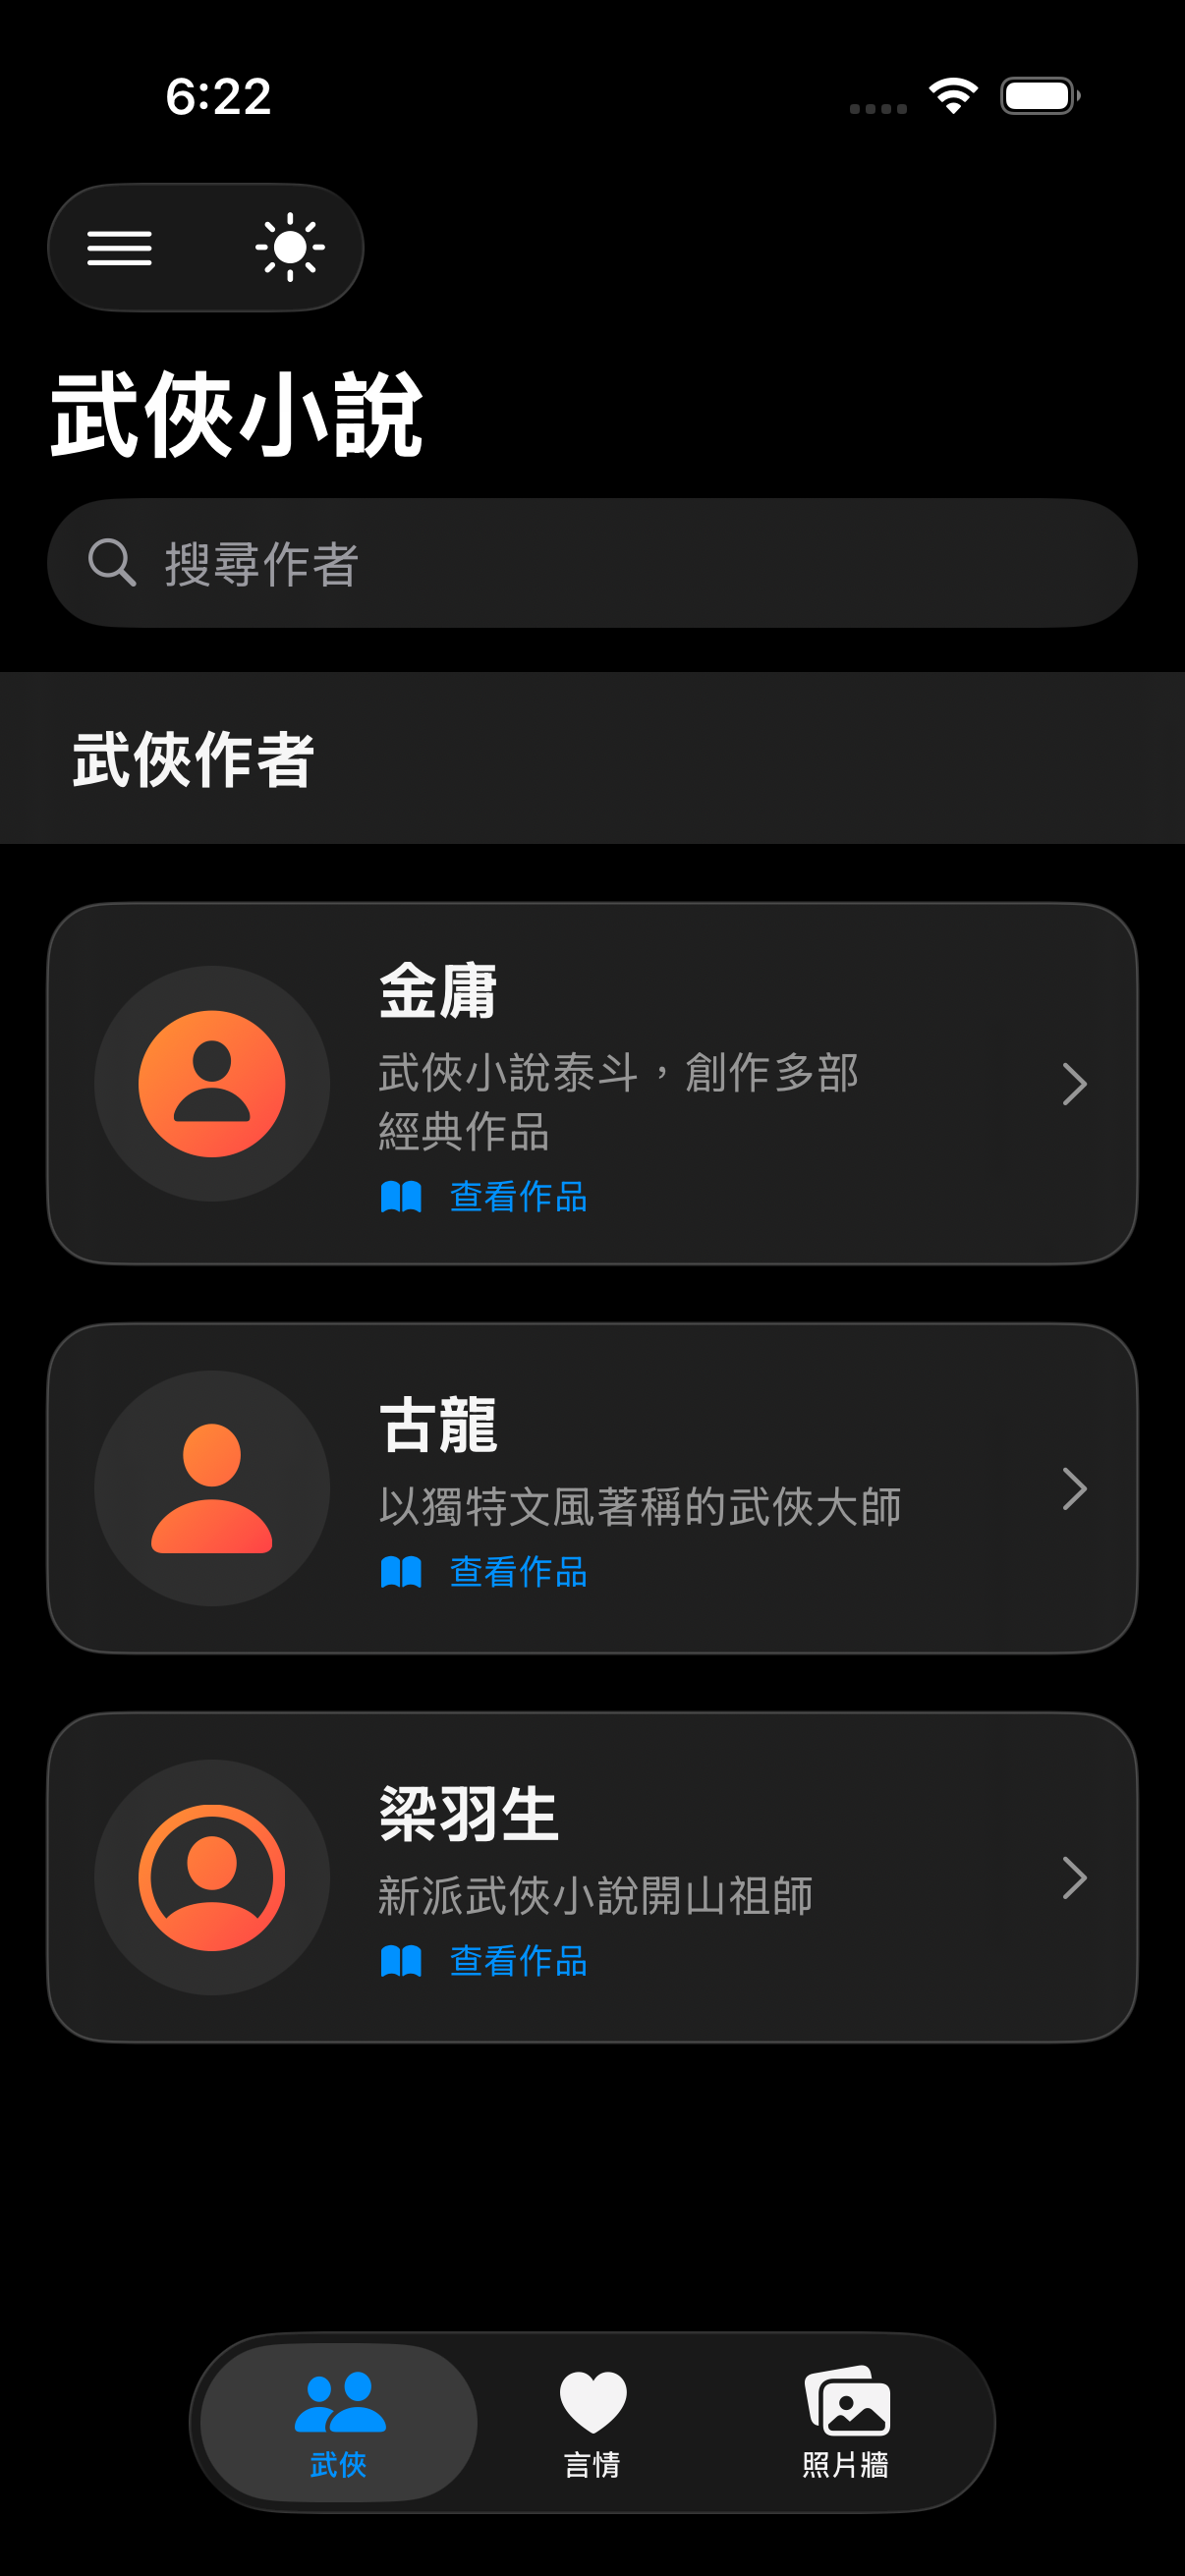 6:22
武俠小說
搜尋作者
武俠作者
金庸
武俠小說泰斗，創作多部
經典作品
查看作品
古龍
以獨特文風著稱的武俠大師
查看作品
梁羽生
新派武俠小說開山祖師
查看作品
武俠
言情
照片牆